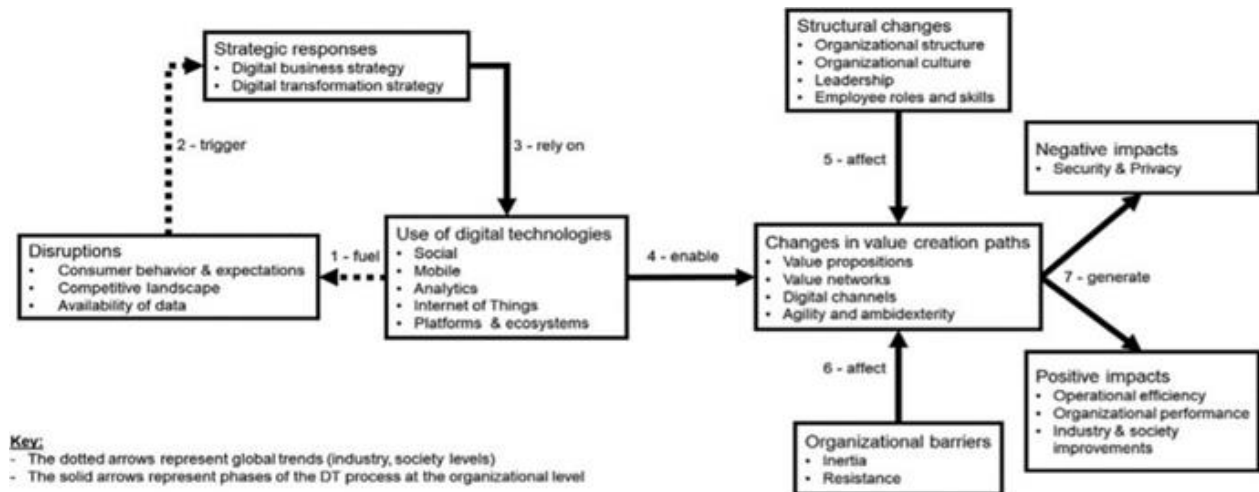 Strategic responses
• Digital business strategy
• Digital transformation strategy
2 - trigger
3 - rely on
Disruptions
• Consumer behavior & expectations
• Competitive landscape
• Availability of data
1 - fuel
Use of digital technologies
• Social
• Mobile
• Analytics
• Internet of Things
• Platforms & ecosystems
4 - enable
Structural changes
• Organizational structure
• Organizational culture
• Leadership
• Employee roles and skills
5 - affect
Changes in value creation paths
• Value propositions
• Value networks
• Digital channels
• Agility and ambidexterity
6 - affect
Organizational barriers
• Inertia
• Resistance
Negative impacts
• Security & Privacy
7 - generate
Positive impacts
• Operational efficiency
• Organizational performance
• Industry & society
improvements
Key:
- The dotted arrows represent global trends (industry, society levels)
- The solid arrows represent phases of the DT process at the organizational level